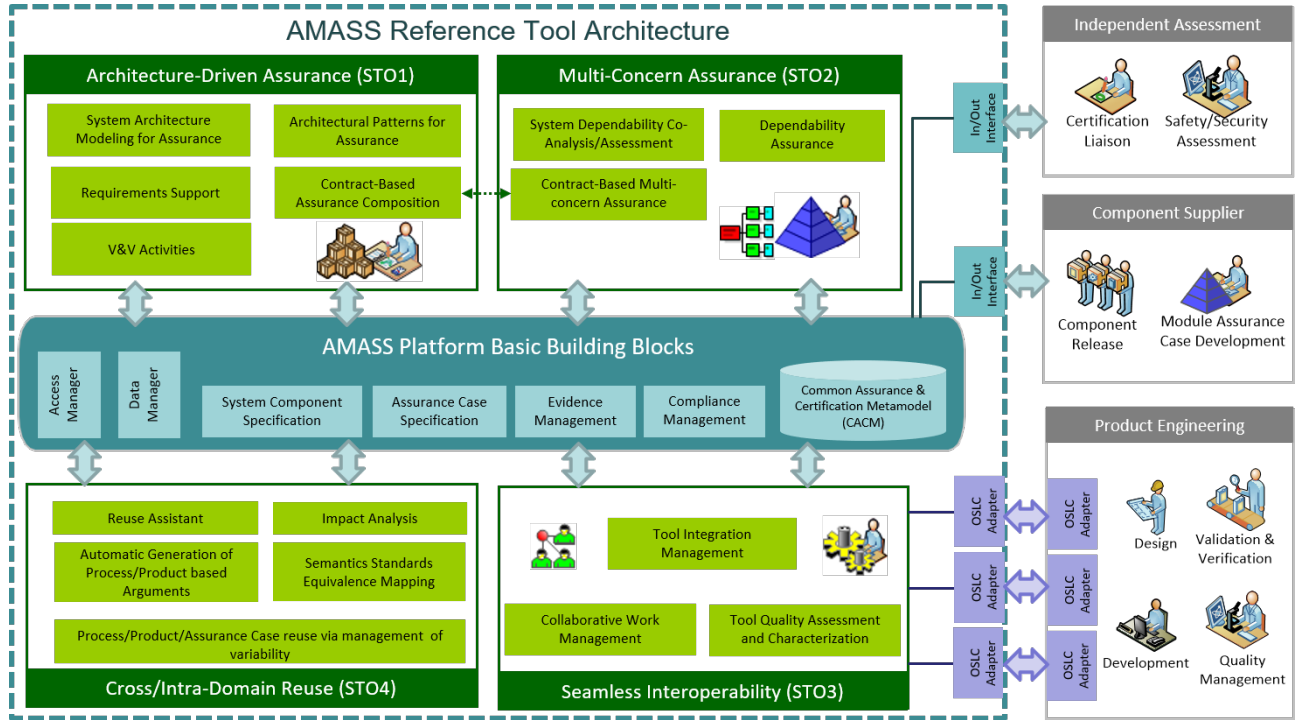 AMASS Reference Tool Architecture
Architecture-Driven Assurance (STO1)
System Architecture
Modeling for Assurance
Architectural Patterns for
Assurance
Requirements Support
Contract-Based
Assurance Composition
V&V Activities
Multi-Concern Assurance (STO2)
System Dependability Co-
Analysis/Assessment
Dependability
Assurance
Contract-Based Multi-
concern Assurance
AMASS Platform Basic Building Blocks
Access
Manager
Data
Manager
System Component
Specification
Assurance Case
Specification
Evidence
Management
Compliance
Management
Common Assurance &
Certification Metamodel
(CACM)
Reuse Assistant
Impact Analysis
Automatic Generation of
Process/Product based
Arguments
Semantics Standards
Equivalence Mapping
Process/Product/Assurance Case reuse via management of
variability
Cross/Intra-Domain Reuse (STO4)
Tool Integration
Management
Collaborative Work
Management
Tool Quality Assessment
and Characterization
Seamless Interoperability (STO3)
In/Out
Interface
In/Out
Interface
OSLC
Adapter
OSLC
Adapter
OSLC
Adapter
OSLC
Adapter
OSLC
Adapter
OSLC
Adapter
Independent Assessment
Certification
Liaison
Safety/Security
Assessment
Component Supplier
Component
Release
Module Assurance
Case Development
Product Engineering
Design
Validation &
Verification
Development
Quality
Management